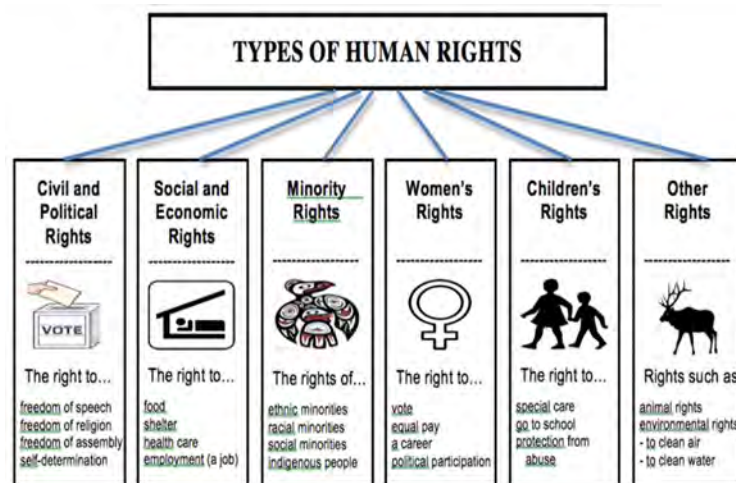 TYPES OF HUMAN RIGHTS
Civil and
Political
Rights
VOTE
The right to...
freedom of speech
freedom of religion
freedom of assembly
self-determination
Social and
Economic
Rights
The right to...
food
shelter
health care
employment (a job)
Minority
Rights
The rights of...
ethnic minorities
racial minorities
social minorities
indigenous people
Women's
Rights
The right to...
vote
equal pay
a career
political participation
Children's
Rights
The right to...
special care
go to school
protection from
abuse
Other
Rights
Rights such as
animal rights
environmental rights
- to clean air
- to clean water